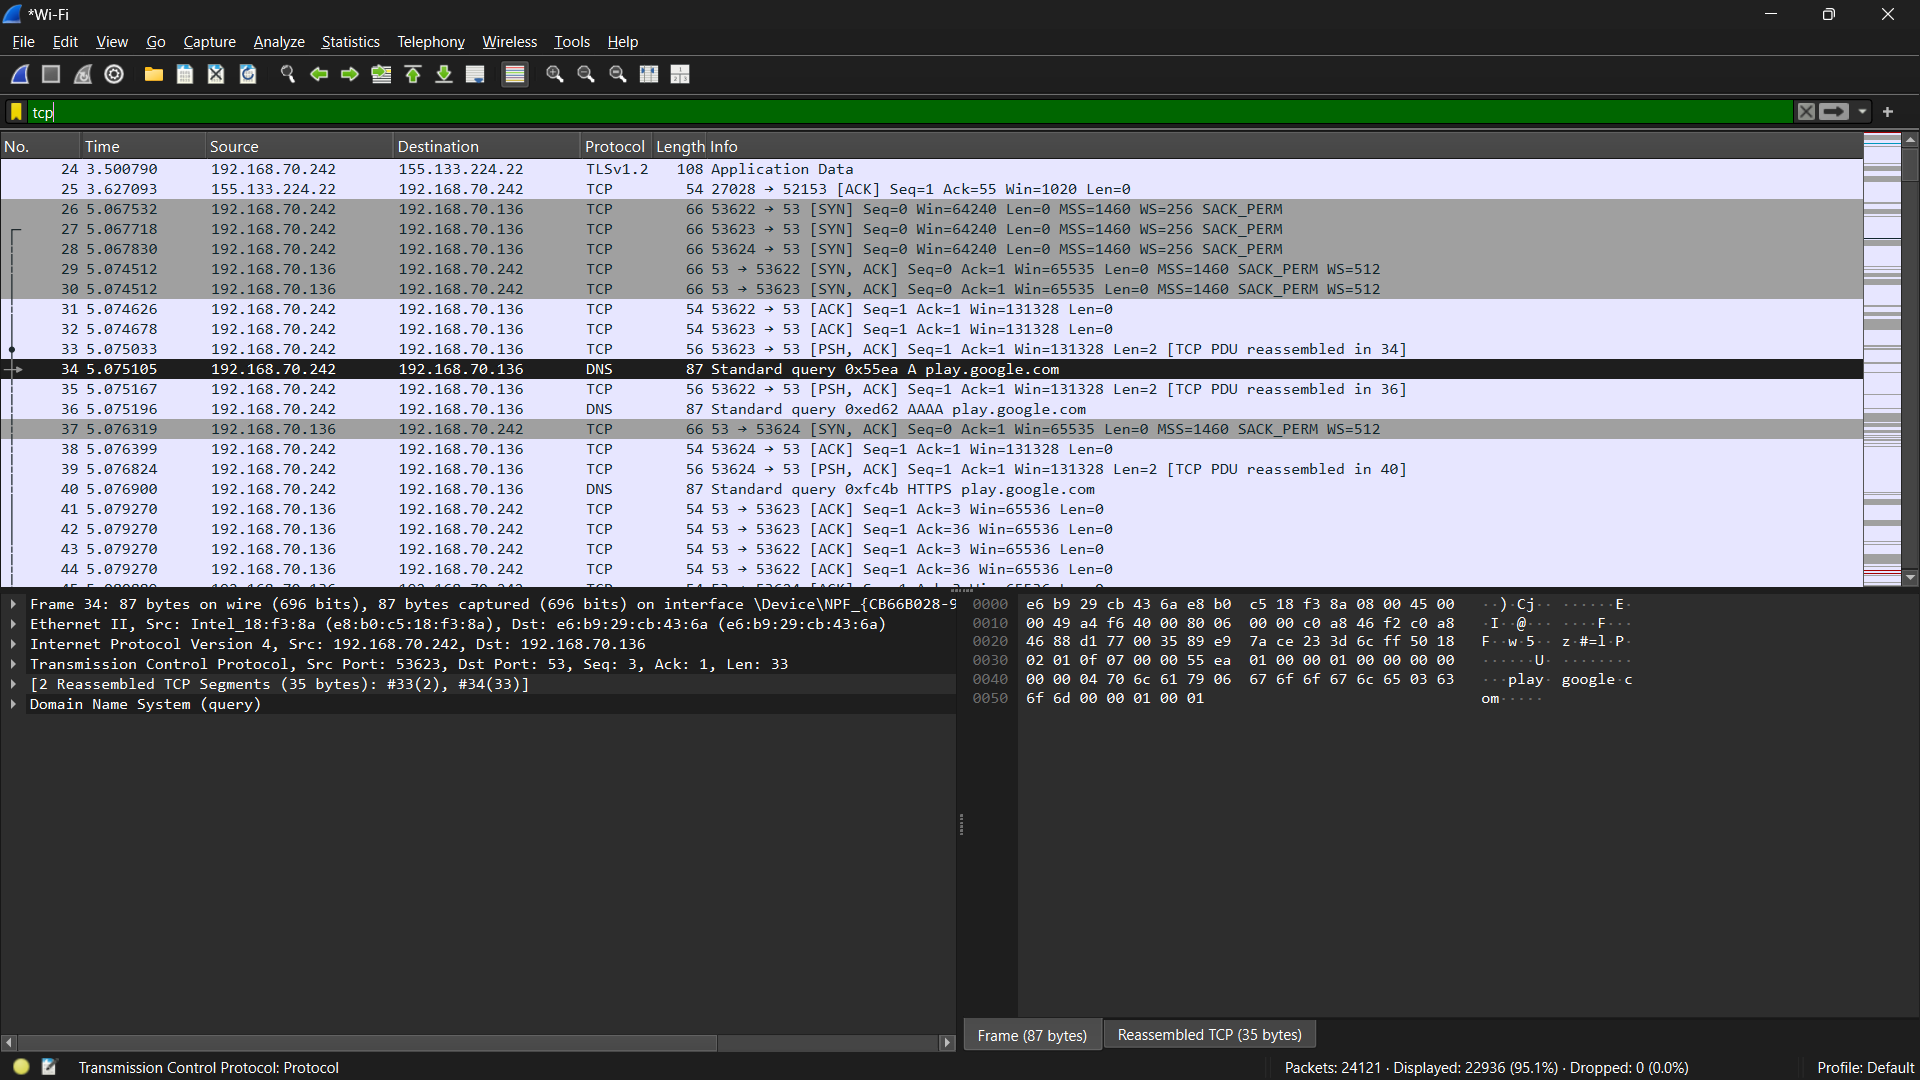 *Wi-Fi
File Edit View Go Capture Analyze Statistics Telephony Wireless Tools Help
tcp
No. Time Source Destination Protocol Length Info
24 3.500790 192.168.70.242 155.133.224.22 TLSv1.2 108 Application Data
25 3.627093 155.133.224.22 192.168.70.242 TCP 54 27028 → 52153 [ACK] Seq=1 Ack=55 Win=1020 Len=0
26 5.067532 192.168.70.242 192.168.70.136 TCP 66 53622 → 53 [SYN] Seq=0 Win=64240 Len=0 MSS=1460 WS=256 SACK_PERM
27 5.067718 192.168.70.242 192.168.70.136 TCP 66 53623 → 53 [SYN] Seq=0 Win=64240 Len=0 MSS=1460 WS=256 SACK_PERM
28 5.067830 192.168.70.242 192.168.70.136 TCP 66 53624 → 53 [SYN] Seq=0 Win=64240 Len=0 MSS=1460 WS=256 SACK_PERM
29 5.074512 192.168.70.136 192.168.70.242 TCP 66 53 → 53622 [SYN, ACK] Seq=0 Ack=1 Win=65535 Len=0 MSS=1460 SACK_PERM WS=512
30 5.074512 192.168.70.136 192.168.70.242 TCP 66 53 → 53623 [SYN, ACK] Seq=0 Ack=1 Win=65535 Len=0 MSS=1460 SACK_PERM WS=512
31 5.074626 192.168.70.242 192.168.70.136 TCP 54 53622 → 53 [ACK] Seq=1 Ack=1 Win=131328 Len=0
32 5.074678 192.168.70.242 192.168.70.136 TCP 54 53623 → 53 [ACK] Seq=1 Ack=1 Win=131328 Len=0
33 5.075033 192.168.70.242 192.168.70.136 TCP 56 53623 → 53 [PSH, ACK] Seq=1 Ack=1 Win=131328 Len=2 [TCP PDU reassembled in 34]
34 5.075105 192.168.70.242 192.168.70.136 DNS 87 Standard query 0x55ea A play.google.com
35 5.075167 192.168.70.242 192.168.70.136 TCP 56 53622 → 53 [PSH, ACK] Seq=1 Ack=1 Win=131328 Len=2 [TCP PDU reassembled in 36]
36 5.075196 192.168.70.242 192.168.70.136 DNS 87 Standard query 0xed62 AAAA play.google.com
37 5.076319 192.168.70.136 192.168.70.242 TCP 66 53 → 53624 [SYN, ACK] Seq=0 Ack=1 Win=65535 Len=0 MSS=1460 SACK_PERM WS=512
38 5.076399 192.168.70.242 192.168.70.136 TCP 54 53624 → 53 [ACK] Seq=1 Ack=1 Win=131328 Len=0
39 5.076824 192.168.70.242 192.168.70.136 TCP 56 53624 → 53 [PSH, ACK] Seq=1 Ack=1 Win=131328 Len=2 [TCP PDU reassembled in 40]
40 5.076900 192.168.70.242 192.168.70.136 DNS 87 Standard query 0xfc4b HTTPS play.google.com
41 5.079270 192.168.70.136 192.168.70.242 TCP 54 53 → 53623 [ACK] Seq=1 Ack=3 Win=65536 Len=0
42 5.079270 192.168.70.136 192.168.70.242 TCP 54 53 → 53623 [ACK] Seq=1 Ack=36 Win=65536 Len=0
43 5.079270 192.168.70.136 192.168.70.242 TCP 54 53 → 53622 [ACK] Seq=1 Ack=3 Win=65536 Len=0
44 5.079270 192.168.70.136 192.168.70.242 TCP 54 53 → 53622 [ACK] Seq=1 Ack=36 Win=65536 Len=0
Frame 34: 87 bytes on wire (696 bits), 87 bytes captured (696 bits) on interface \Device\NPF_{CB66B028-9
Ethernet II, Src: Intel_18:f3:8a (e8:b0:c5:18:f3:8a), Dst: e6:b9:29:cb:43:6a (e6:b9:29:cb:43:6a)
Internet Protocol Version 4, Src: 192.168.70.242, Dst: 192.168.70.136
Transmission Control Protocol, Src Port: 53623, Dst Port: 53, Seq: 3, Ack: 1, Len: 33
[2 Reassembled TCP Segments (35 bytes): #33(2), #34(33)]
Domain Name System (query)
0000 e6 b9 29 cb 43 6a e8 b0 c5 18 f3 8a 08 00 45 00 ··)·Cj·· ······E·
0010 00 49 a4 f6 40 00 80 06 00 00 c0 a8 46 f2 c0 a8 ·I··@··· ····F···
0020 46 88 d1 77 00 35 89 e9 7a ce 23 3d 6c ff 50 18 F··w·5·· z·#=l·P·
0030 02 01 0f 07 00 00 55 ea 01 00 00 01 00 00 00 00 ······U· ········
0040 00 00 04 70 6c 61 79 06 67 6f 6f 67 6c 65 03 63 ···play· google·c
0050 6f 6d 00 00 01 00 01 om·····
Frame (87 bytes) Reassembled TCP (35 bytes)
Transmission Control Protocol: Protocol Packets: 24121 · Displayed: 22936 (95.1%) · Dropped: 0 (0.0%) Profile: Default